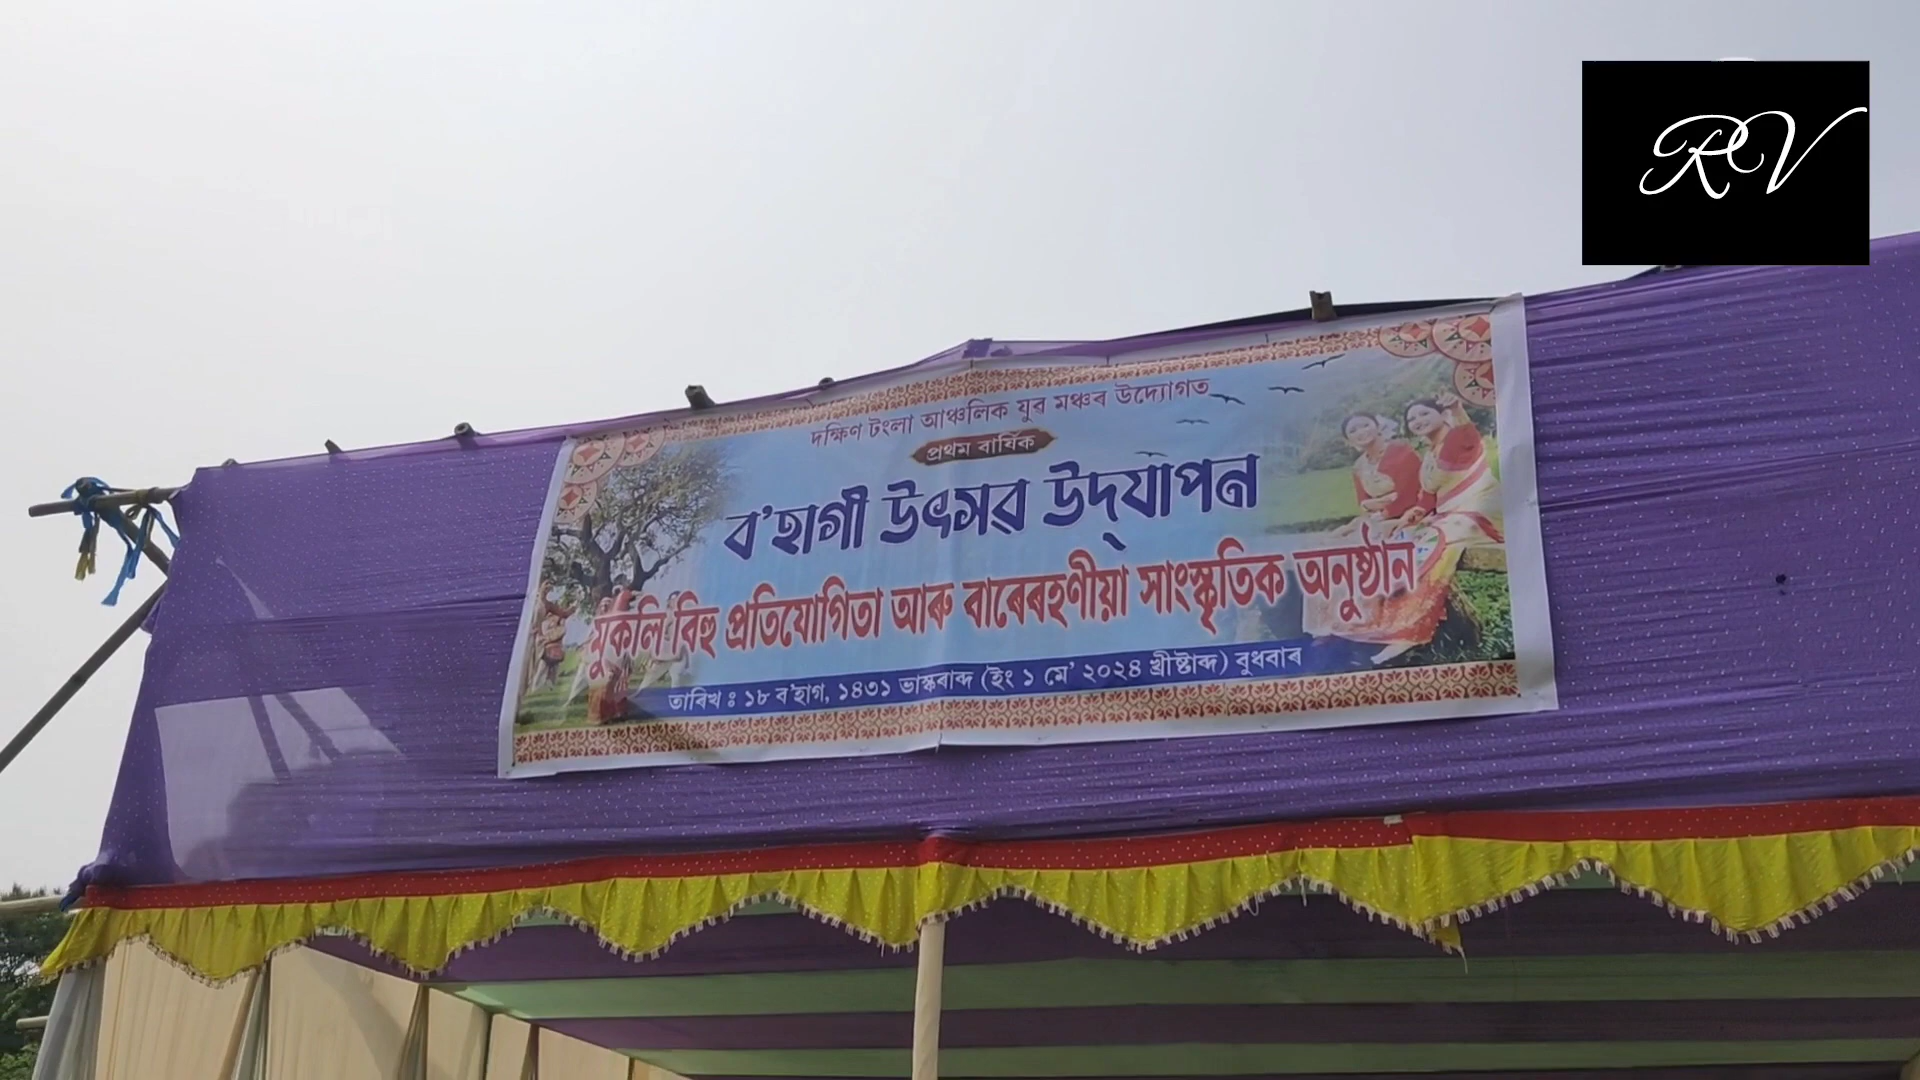 RV
দক্ষিণ টংলা আঞ্চলিক যুৱ মঞ্চৰ উদ্যোগত
প্ৰথম বাৰ্ষিক
ব'হাগী উৎসৱ উদ্‌যাপন
মুকলি বিহু প্ৰতিযোগিতা আৰু বাৰেৰহণীয়া সাংস্কৃতিক অনুষ্ঠান
তাৰিখ ঃ ১৮ ব'হাগ, ১৪৩১ ভাস্কৰাব্দ (ইং ১ মে' ২০২৪ খ্ৰীষ্টাব্দ) বুধবাৰ